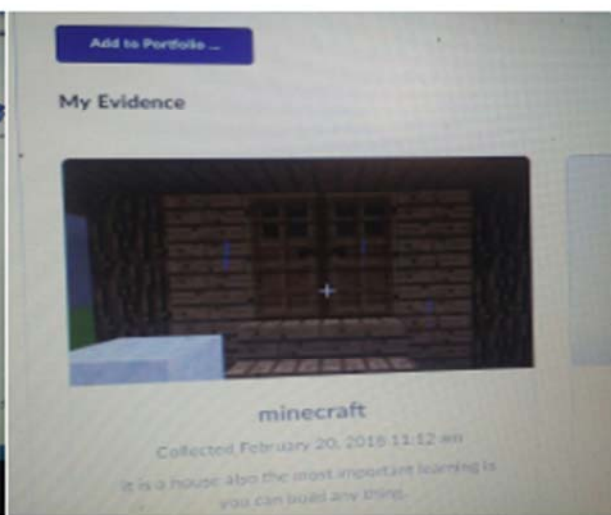 Add to Portfolio ...
My Evidence
minecraft
Collected February 20, 2018 11:12 am
It is a house also the most important learning is
you can build any thing.